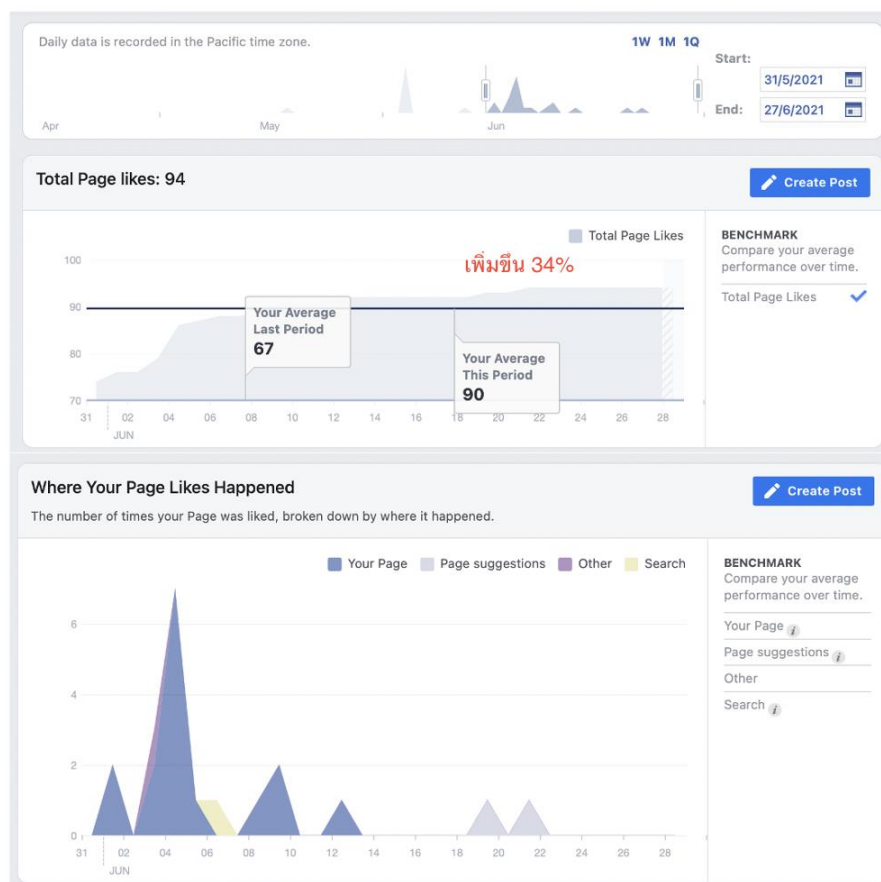 Daily data is recorded in the Pacific time zone.
1W 1M 1Q
Start:
31/5/2021
End:
27/6/2021
Apr
May
Jun
Total Page likes: 94
Create Post
Total Page Likes
เพิ่มขึ้น 34%
BENCHMARK
Compare your average
performance over time.
Total Page Likes
100
90
80
70
Your Average
Last Period
67
Your Average
This Period
90
31 02 04 06 08 10 12 14 16 18 20 22 24 26 28
JUN
Where Your Page Likes Happened
Create Post
The number of times your Page was liked, broken down by where it happened.
Your Page Page suggestions Other Search
BENCHMARK
Compare your average
performance over time.
Your Page
Page suggestions
Other
Search
6
4
2
0
31 02 04 06 08 10 12 14 16 18 20 22 24 26 28
JUN